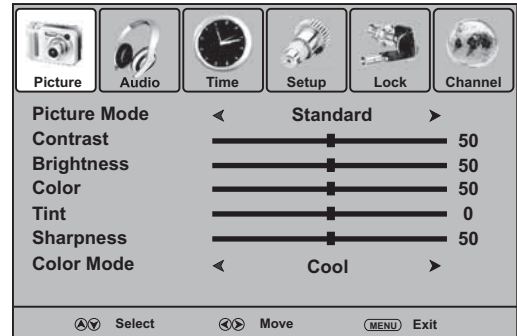 Picture Audio Time Setup Lock Channel
Picture Mode Standard
Contrast 50
Brightness 50
Color 50
Tint 0
Sharpness 50
Color Mode Cool
Select Move MENU Exit